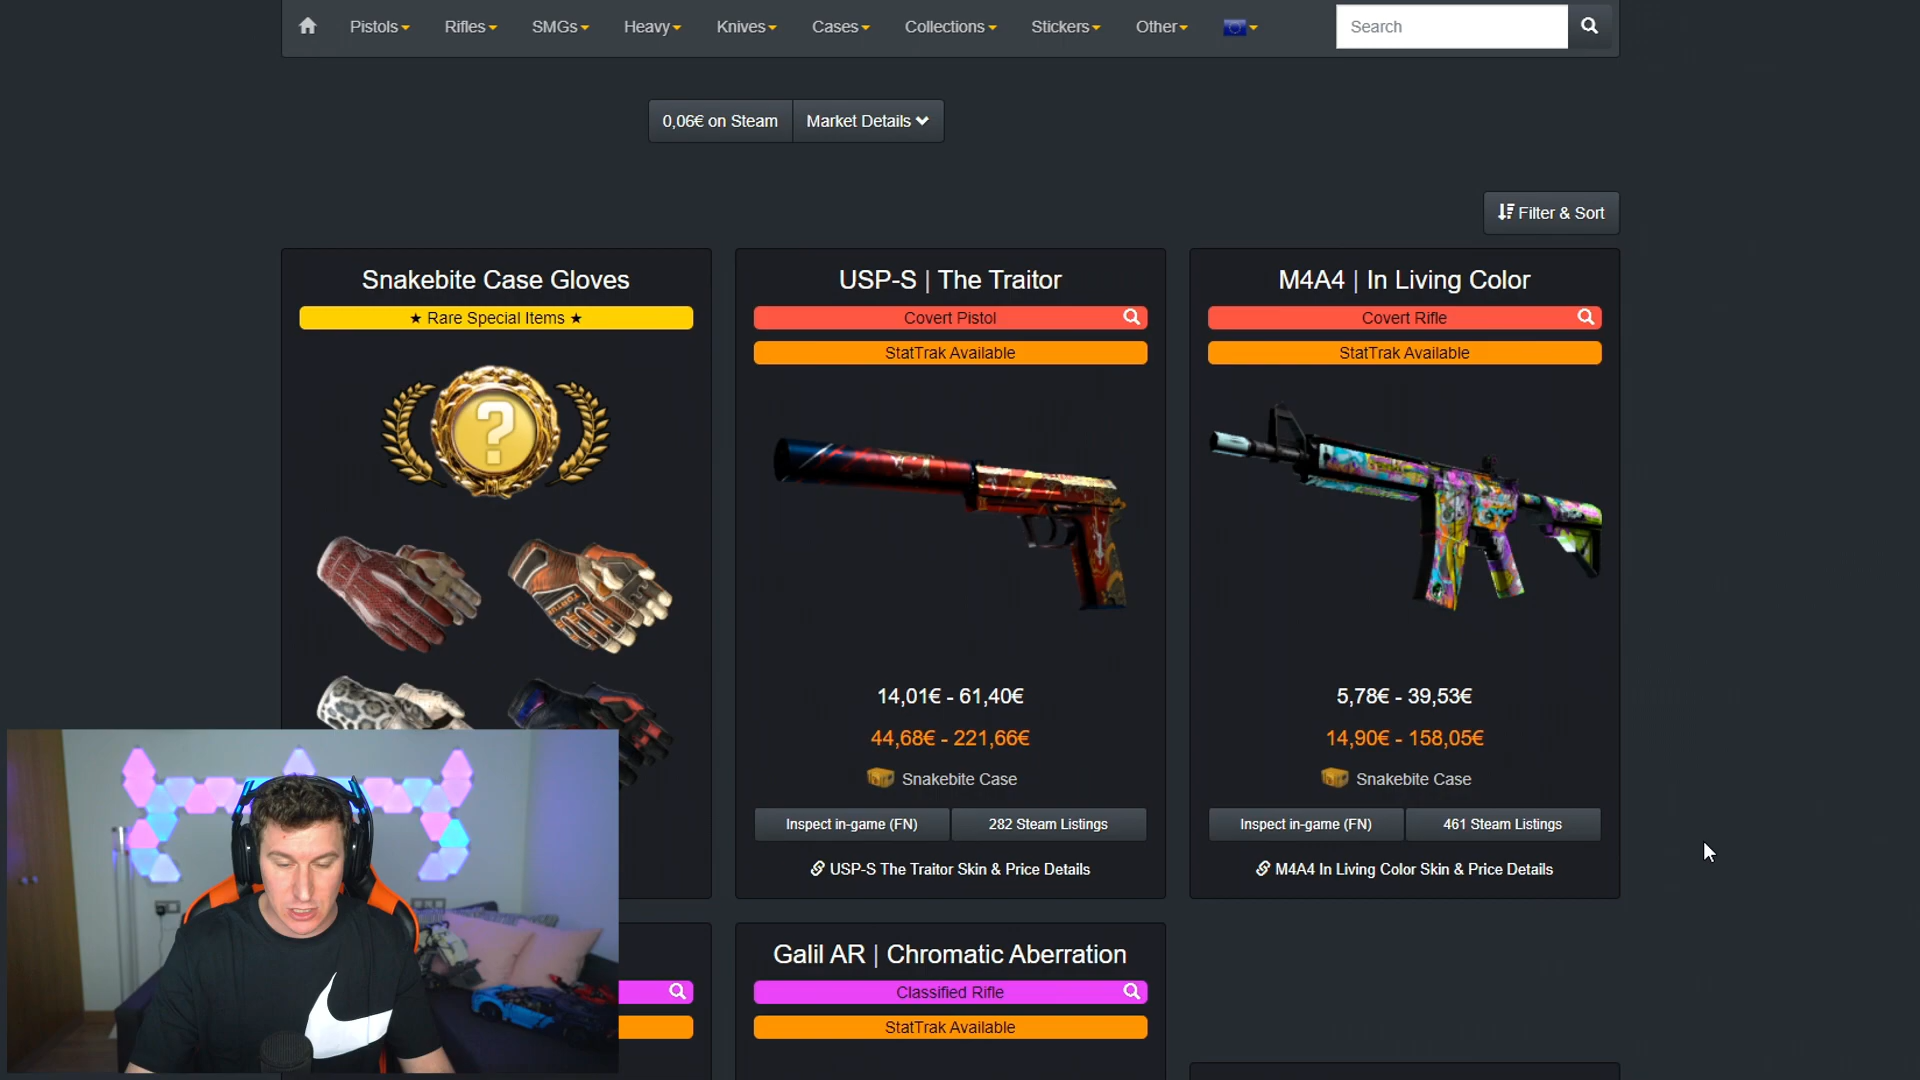 Pistols
Rifles
SMGs
Heavy
Knives
Cases
Collections
Stickers
Other
Search
0,06€ on Steam
Market Details
Filter & Sort
Snakebite Case Gloves
★ Rare Special Items ★
USP-S | The Traitor
Covert Pistol
StatTrak Available
14,01€ - 61,40€
44,68€ - 221,66€
Snakebite Case
Inspect in-game (FN)
282 Steam Listings
USP-S The Traitor Skin & Price Details
M4A4 | In Living Color
Covert Rifle
StatTrak Available
5,78€ - 39,53€
14,90€ - 158,05€
Snakebite Case
Inspect in-game (FN)
461 Steam Listings
M4A4 In Living Color Skin & Price Details
Galil AR | Chromatic Aberration
Classified Rifle
StatTrak Available